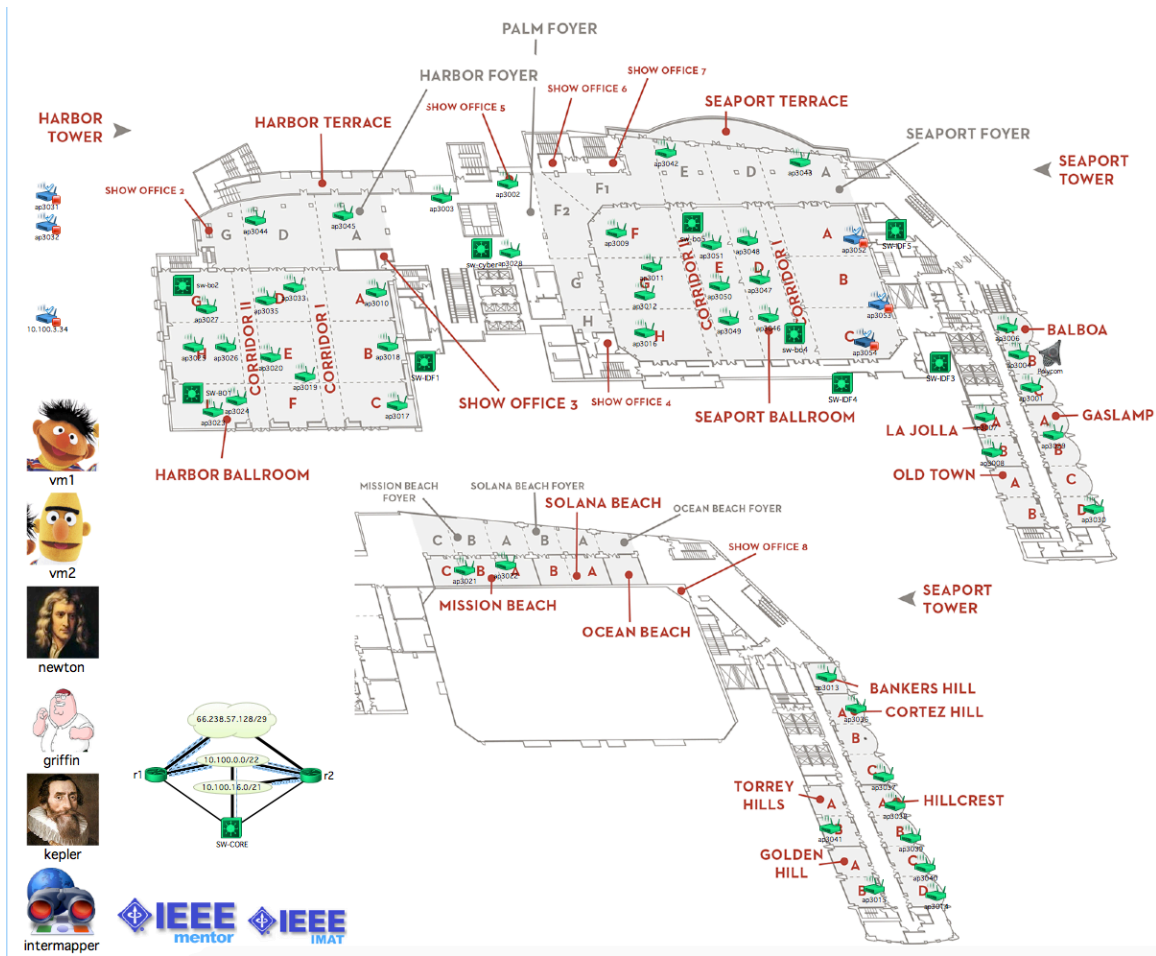 PALM FOYER
HARBOR FOYER
SHOW OFFICE 7
SHOW OFFICE 6
SHOW OFFICE 5
SEAPORT TERRACE
HARBOR
TOWER
HARBOR TERRACE
SEAPORT FOYER
SEAPORT
TOWER
SHOW OFFICE 2
ap3031
ap3032
10.100.3.34
ap3042
ap3043
ap3002
ap3003
E
D
A
F1
F2
G
H
ap3044
ap3045
G
D
A
sw-cyber
ap3028
ap3009
F
sw-bo5
ap3051
ap3048
A
ap3052
SW-IDF5
ap3011
G
ap3012
E
ap3050
D
ap3047
B
ap3053
ap3016
H
ap3049
ap3046
sw-bo4
C
ap3054
CORRIDOR II
CORRIDOR I
sw-bo2
G
ap3027
D
ap3033
ap3035
A
ap3010
H
ap3026
E
ap3020
B
ap3018
SW-IDF1
SW-BO1
ap3024
ap3019
F
C
ap3017
CORRIDOR II
CORRIDOR I
SHOW OFFICE 3
SHOW OFFICE 4
SEAPORT BALLROOM
HARBOR BALLROOM
SW-IDF4
SW-IDF3
BALBOA
ap3006
B
ap3004
Polycom
C
ap3001
GASLAMP
A
B
C
D
ap3030
LA JOLLA
A
B
ap3008
OLD TOWN
A
B
MISSION BEACH
FOYER
SOLANA BEACH FOYER
SOLANA BEACH
OCEAN BEACH FOYER
SHOW OFFICE 8
C
B
A
B
A
C
B
A
B
A
ap3021
ap3022
MISSION BEACH
OCEAN BEACH
SEAPORT
TOWER
BANKERS HILL
ap3013
CORTEZ HILL
A
ap3036
B
C
ap3037
HILLCREST
A
ap3038
B
ap3039
C
ap3040
D
TORREY
HILLS
A
B
ap3041
GOLDEN
HILL
A
B
ap3015
vm1
vm2
newton
griffin
kepler
intermapper
66.238.57.128/29
10.100.0.0/22
10.100.16.0/21
r1
r2
SW-CORE
IEEE
mentor
IEEE
IMAT